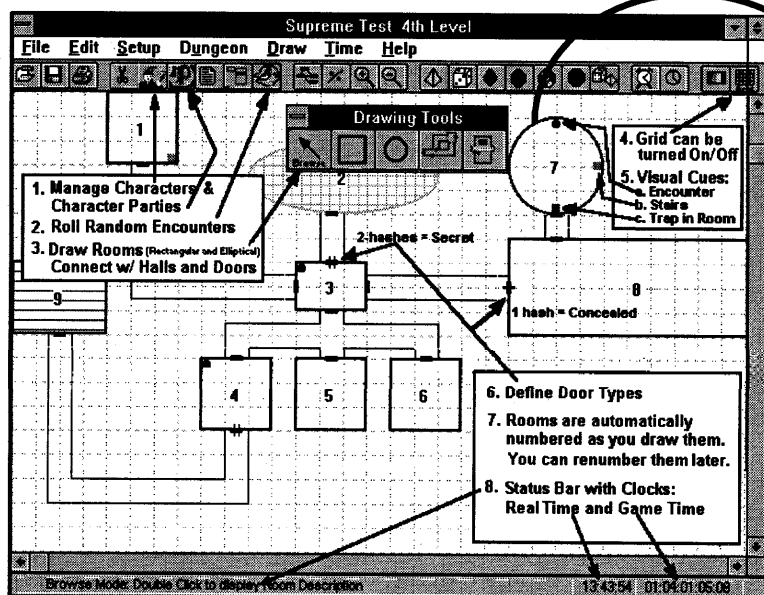 Supreme Test 4th Level
File Edit Setup Dungeon Draw Time Help
Drawing Tools
Browse
1
2
7
4. Grid can be
turned On/Off
5. Visual Cues:
a. Encounter
b. Stairs
c. Trap in Room
1. Manage Characters &
Character Parties
2. Roll Random Encounters
3. Draw Rooms (Rectangular and Elliptical)
Connect w/ Halls and Doors
2-hashes = Secret
9
3
8
1 hash = Concealed
4
5
6
6. Define Door Types
7. Rooms are automatically
numbered as you draw them.
You can renumber them later.
8. Status Bar with Clocks:
Real Time and Game Time
Browse Mode: Double Click to display Room Description
13:43:54
01:04:01:05:08